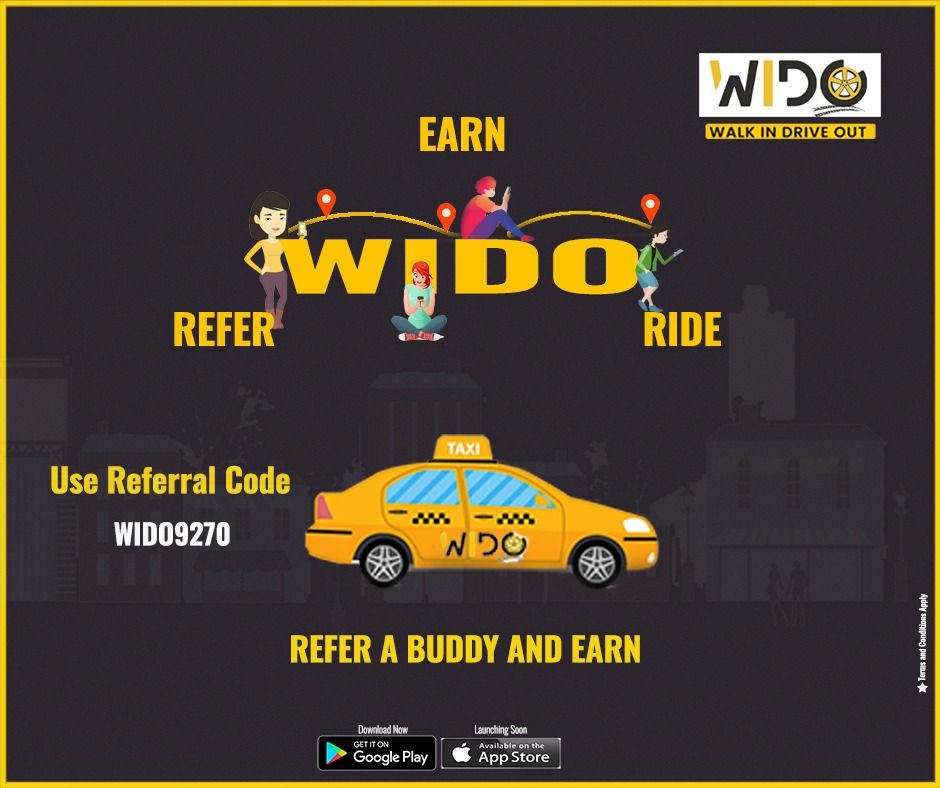 WIDO
WALK IN DRIVE OUT
EARN
WIDO
REFER
RIDE
Use Referral Code
WIDO9270
TAXI
WIDO
REFER A BUDDY AND EARN
★ Terms and Conditions Apply
Download Now
GET IT ON
Google Play
Launching Soon
Available on the
App Store